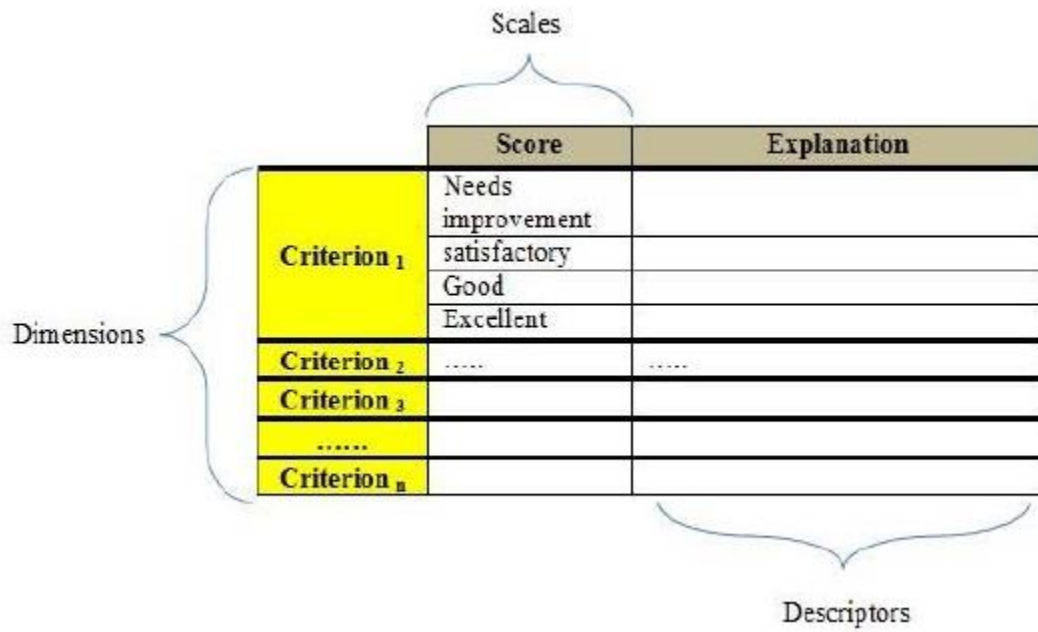 Scales
Score Explanation
Needs
improvement
Criterion 1
satisfactory
Good
Excellent
Dimensions
Criterion 2 ..... .....
Criterion 3
......
Criterion n
Descriptors